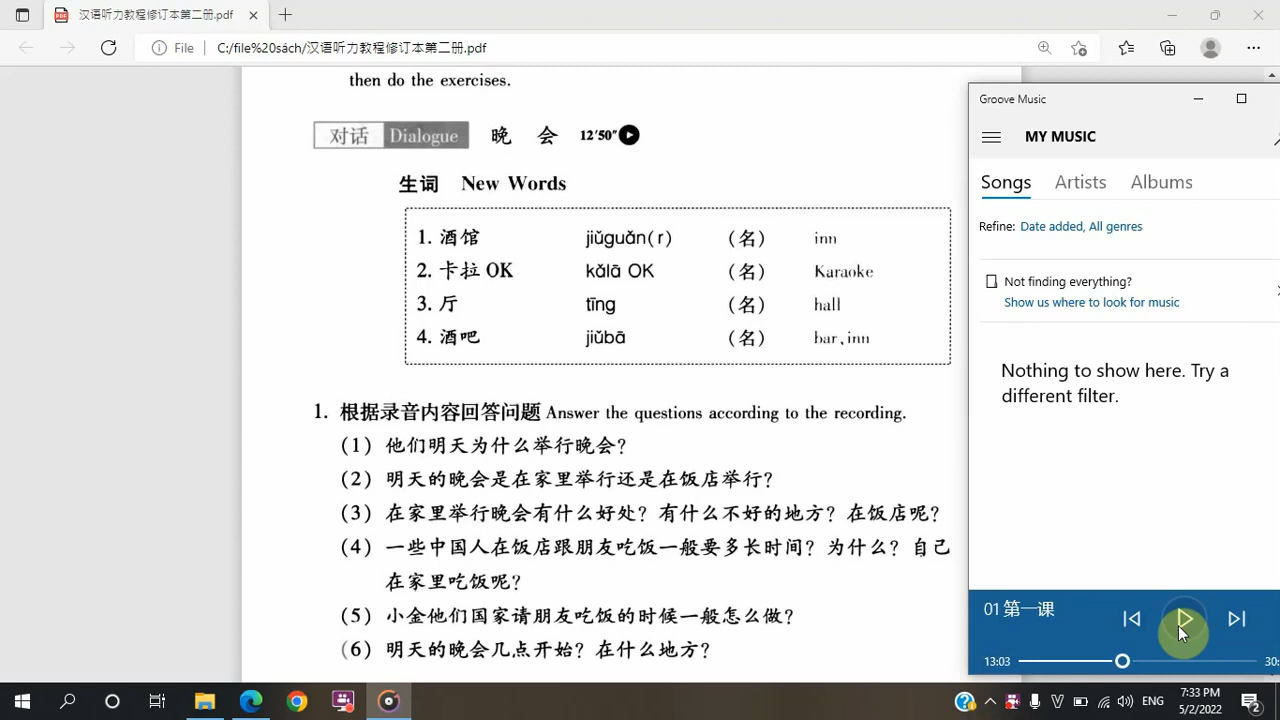 汉语听力教程修订本第二册.pdf
File C:/file%20sách/汉语听力教程修订本第二册.pdf
then do the exercises.
对话 Dialogue 晚 会 12'50"
生词 New Words
1. 酒馆 jiǔguǎn(r) (名) inn
2. 卡拉 OK kǎlā OK (名) Karaoke
3. 厅 tīng (名) hall
4. 酒吧 jiǔbā (名) bar, inn
1. 根据录音内容回答问题 Answer the questions according to the recording.
(1) 他们明天为什么举行晚会?
(2) 明天的晚会是在家里举行还是在饭店举行?
(3) 在家里举行晚会有什么好处? 有什么不好的地方? 在饭店呢?
(4) 一些中国人在饭店跟朋友吃饭一般要多长时间? 为什么? 自己
在家里吃饭呢?
(5) 小金他们国家请朋友吃饭的时候一般怎么做?
(6) 明天的晚会几点开始? 在什么地方?
Groove Music
MY MUSIC
Songs Artists Albums
Refine: Date added, All genres
Not finding everything?
Show us where to look for music
Nothing to show here. Try a
different filter.
01 第一课
13:03 30:
ENG 7:33 PM
5/2/2022 2